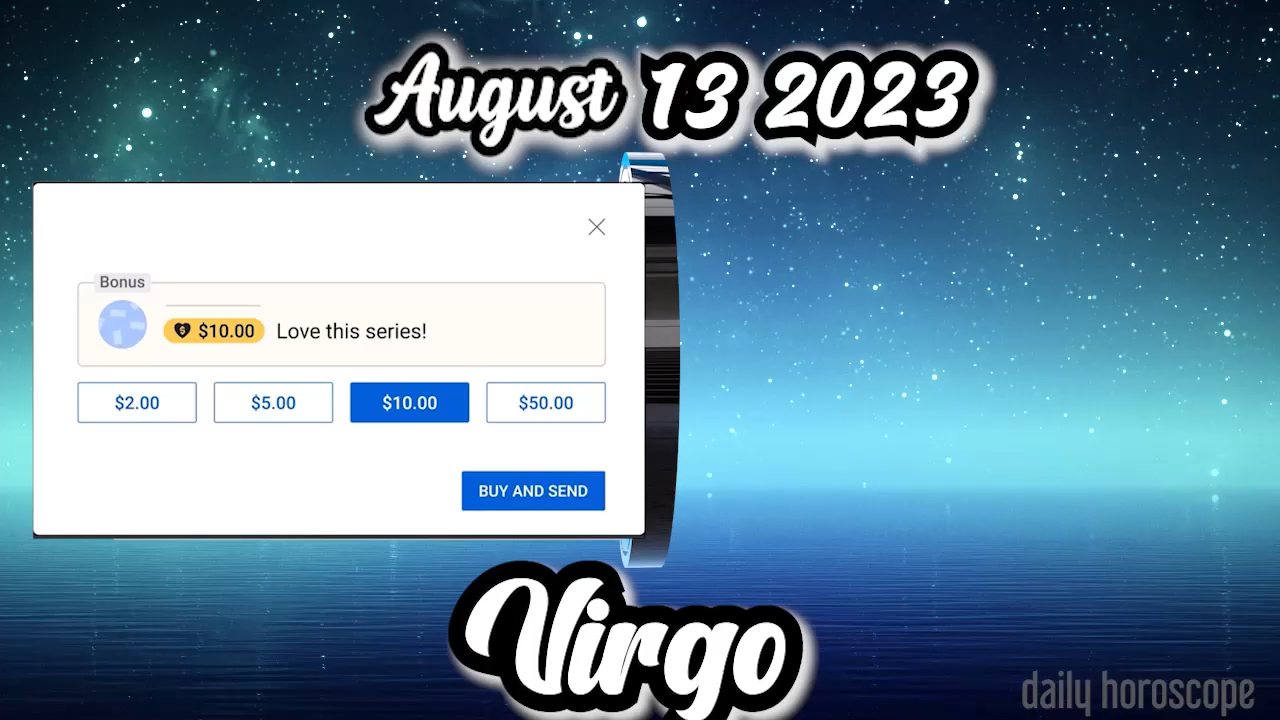 August 13 2023
Bonus
$10.00 Love this series!
$2.00 $5.00 $10.00 $50.00
BUY AND SEND
Virgo
daily horoscope